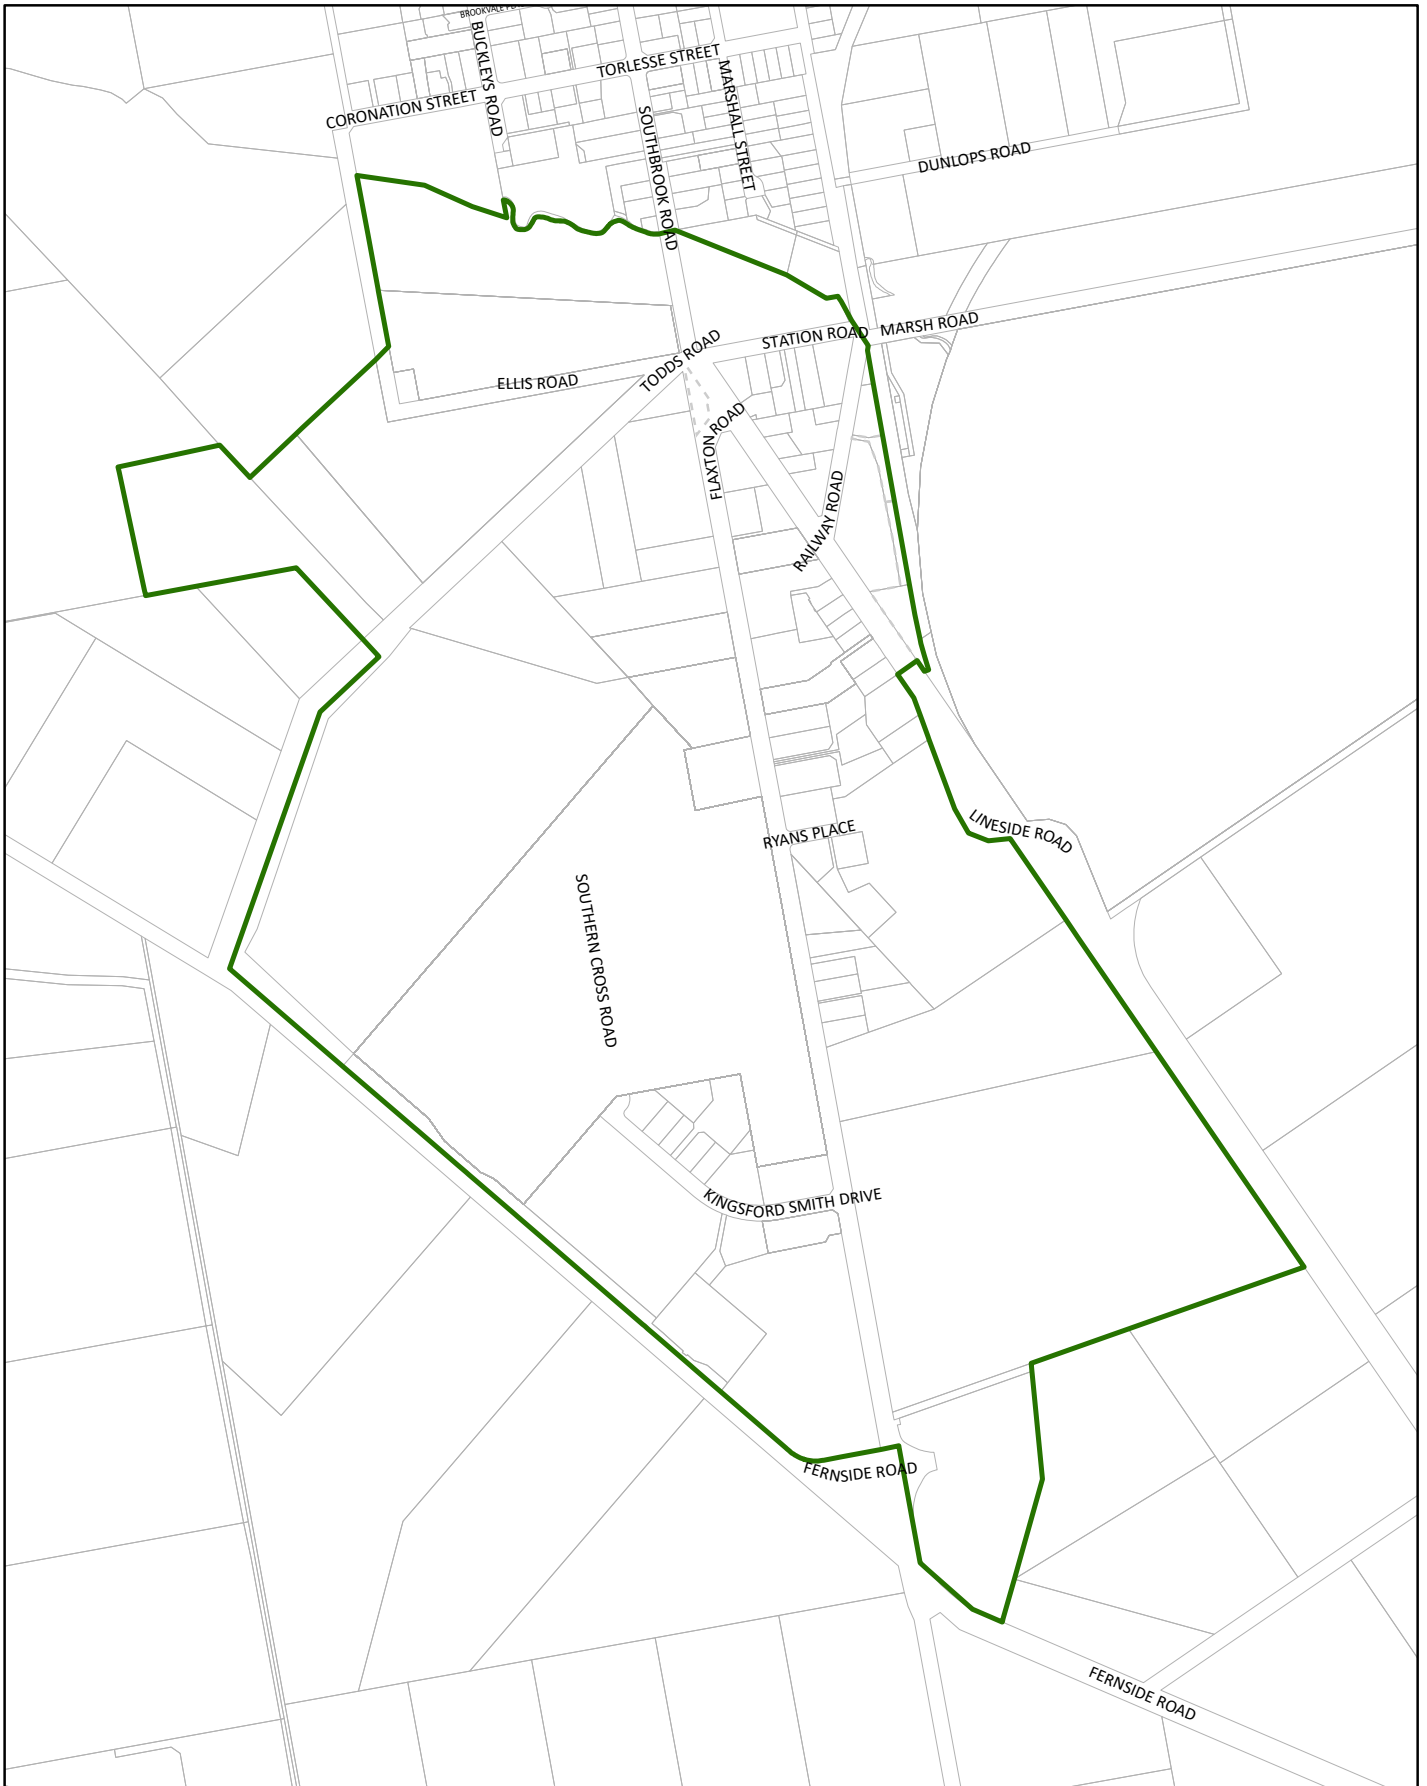 BUCKLEYS ROAD
TORLESSE STREET
CORONATION STREET
MARSHALL STREET
SOUTHBROOK ROAD
DUNLOPS ROAD
STATION ROAD
MARSH ROAD
TODDS ROAD
ELLIS ROAD
FLAXTON
ROAD
RAILWAY ROAD
LINESIDE ROAD
RYANS PLACE
SOUTHERN CROSS ROAD
KINGSFORD SMITH DRIVE
FERNSIDE ROAD
FERNSIDE ROAD